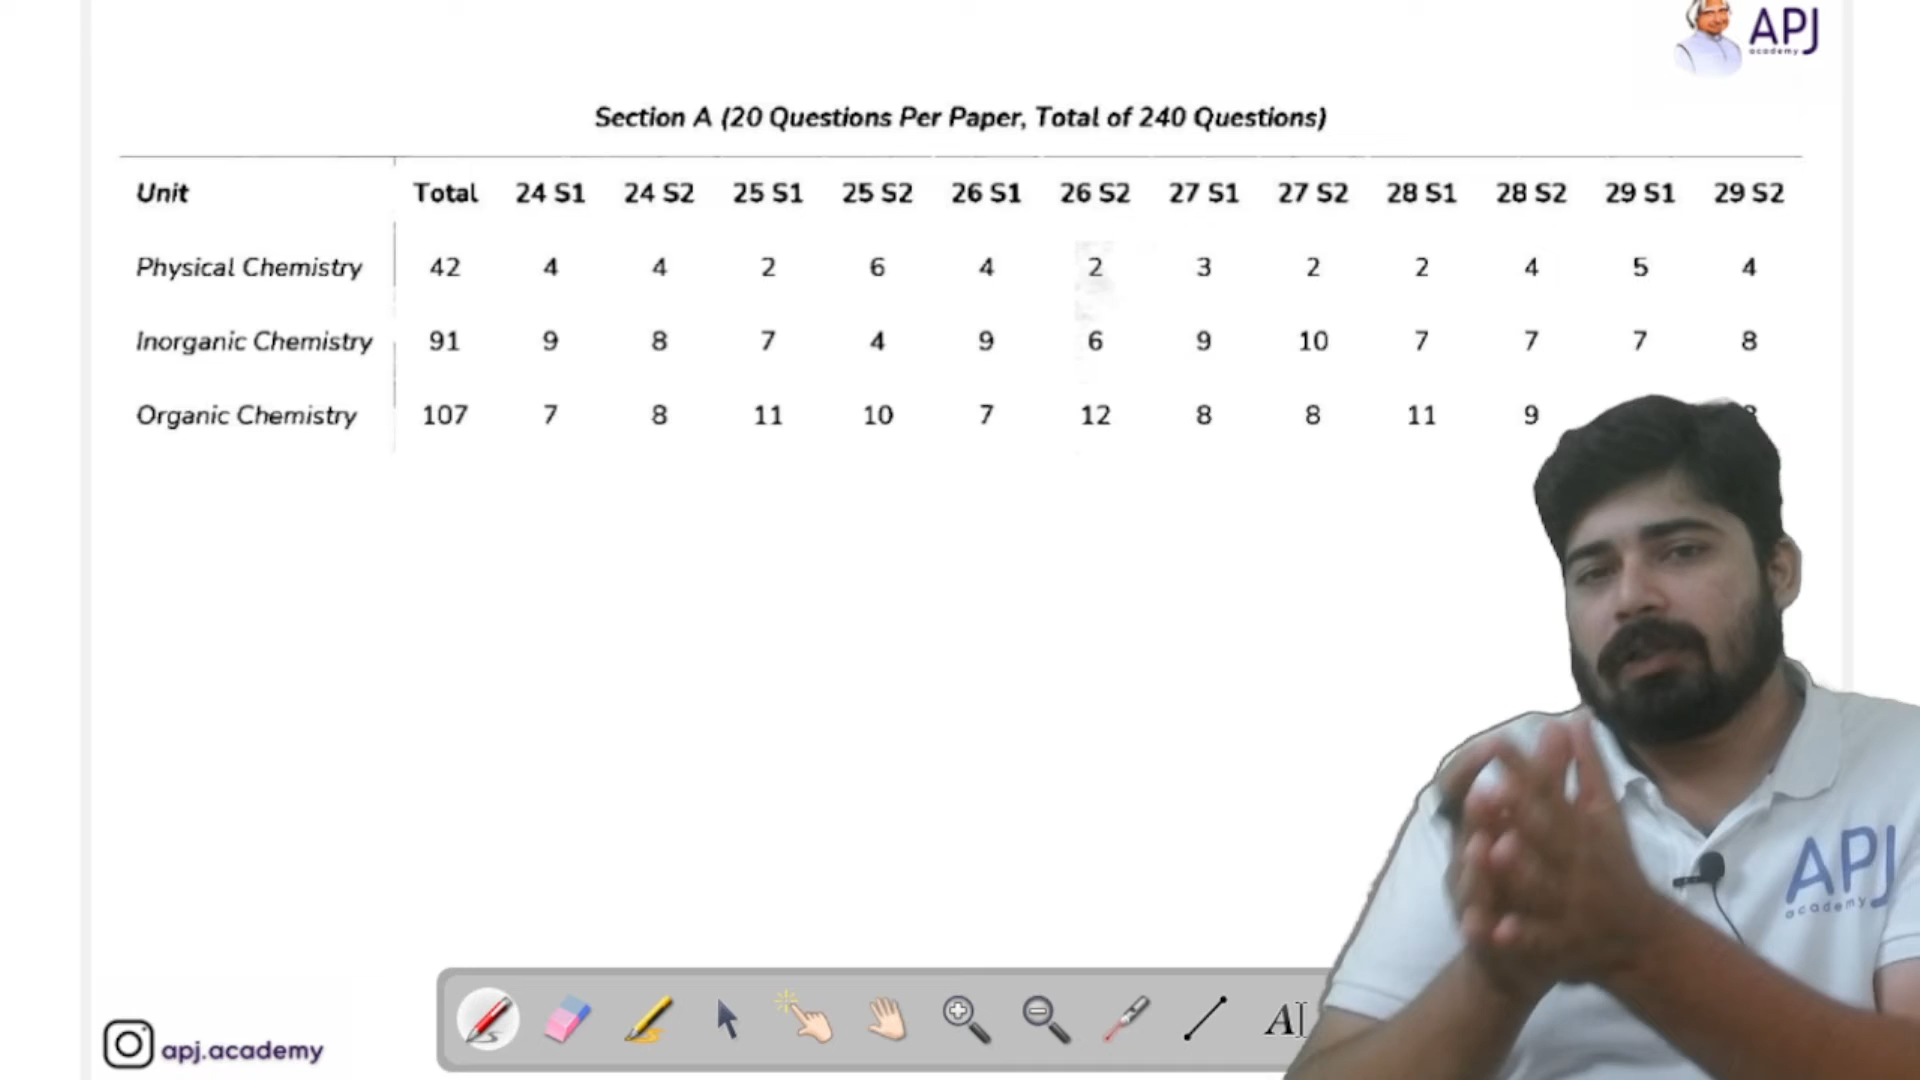 APJ
academy
Section A (20 Questions Per Paper, Total of 240 Questions)
Unit Total 24 S1 24 S2 25 S1 25 S2 26 S1 26 S2 27 S1 27 S2 28 S1 28 S2 29 S1 29 S2
Physical Chemistry 42 4 4 2 6 4 2 3 2 2 4 5 4
Inorganic Chemistry 91 9 8 7 4 9 6 9 10 7 7 7 8
Organic Chemistry 107 7 8 11 10 7 12 8 8 11 9
APJ
academy
AI
apj.academy